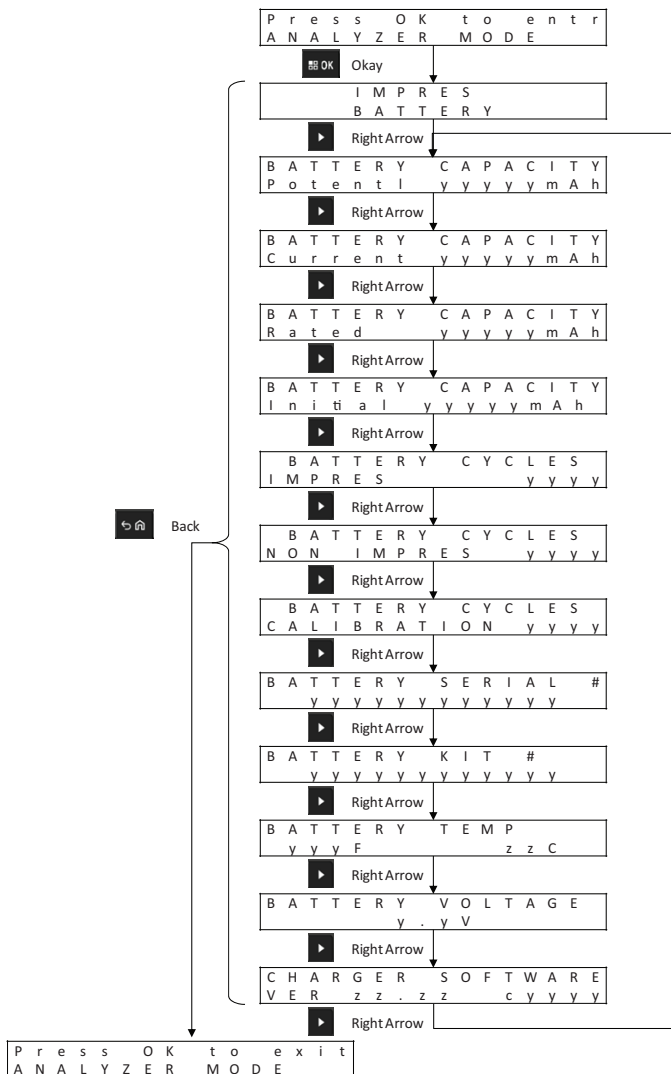 Press OK to entr
ANALYZER MODE
OK Okay
IMPRES
BATTERY
Right Arrow
BATTERY CAPACITY
Potentl yyyyymAh
Right Arrow
BATTERY CAPACITY
Current yyyyymAh
Right Arrow
BATTERY CAPACITY
Rated yyyyymAh
Right Arrow
BATTERY CAPACITY
Initial yyyyymAh
Right Arrow
BATTERY CYCLES
IMPRES yyyy
Right Arrow
Back
BATTERY CYCLES
NON IMPRES yyyy
Right Arrow
BATTERY CYCLES
CALIBRATION yyyy
Right Arrow
BATTERY SERIAL #
yyyyyyyyyyyy
Right Arrow
BATTERY KIT #
yyyyyyyyyyyy
Right Arrow
BATTERY TEMP
yyyF zzC
Right Arrow
BATTERY VOLTAGE
y.yV
Right Arrow
CHARGER SOFTWARE
VER zz.zz cyyyy
Right Arrow
Press OK to exit
ANALYZER MODE